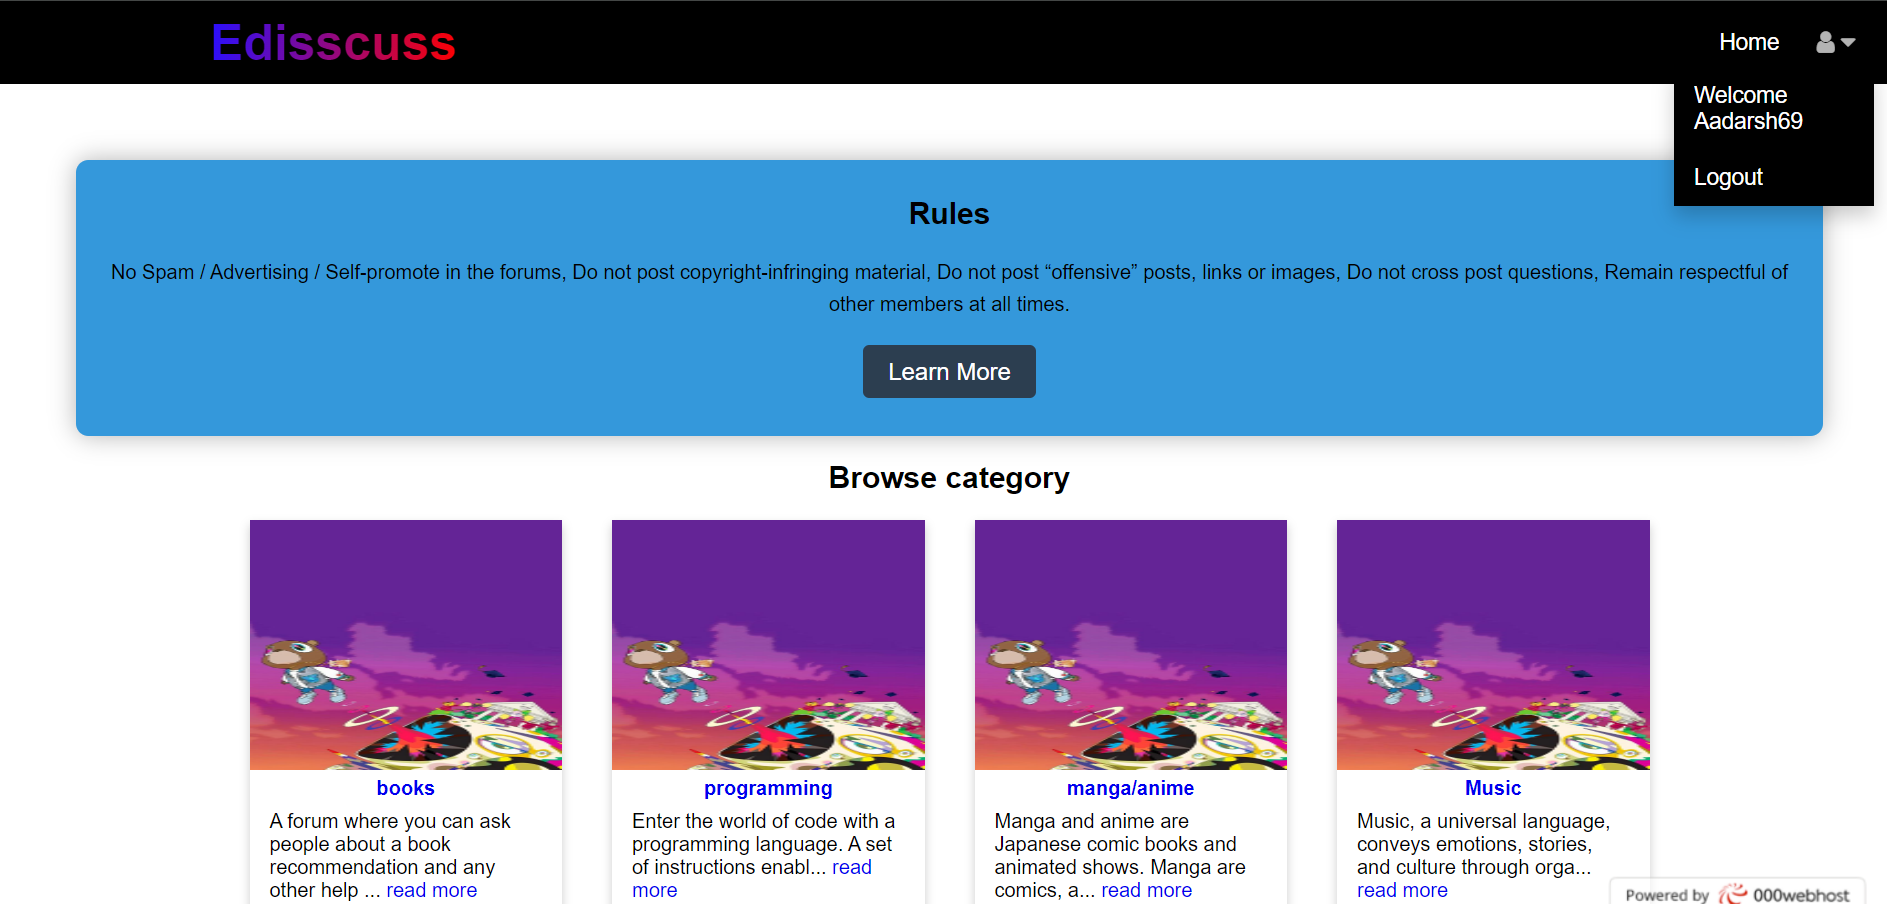 Edisscuss
Home
Welcome
Aadarsh69
Logout
Rules
No Spam / Advertising / Self-promote in the forums, Do not post copyright-infringing material, Do not post “offensive” posts, links or images, Do not cross post questions, Remain respectful of
other members at all times.
Learn More
Browse category
books
A forum where you can ask
people about a book
recommendation and any
other help ... read more
programming
Enter the world of code with a
programming language. A set
of instructions enabl... read
more
manga/anime
Manga and anime are
Japanese comic books and
animated shows. Manga are
comics, a... read more
Music
Music, a universal language,
conveys emotions, stories,
and culture through orga...
read more
Powered by 000webhost